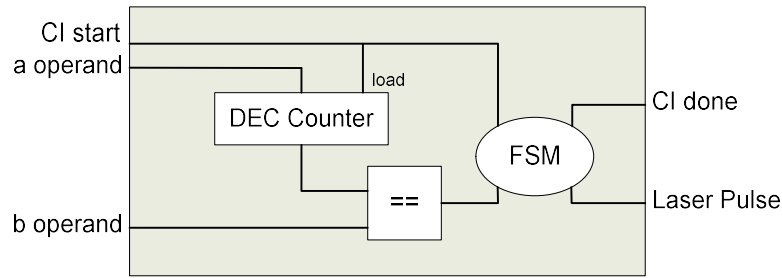 CI start
a operand
load
DEC Counter
CI done
FSM
==
Laser Pulse
b operand